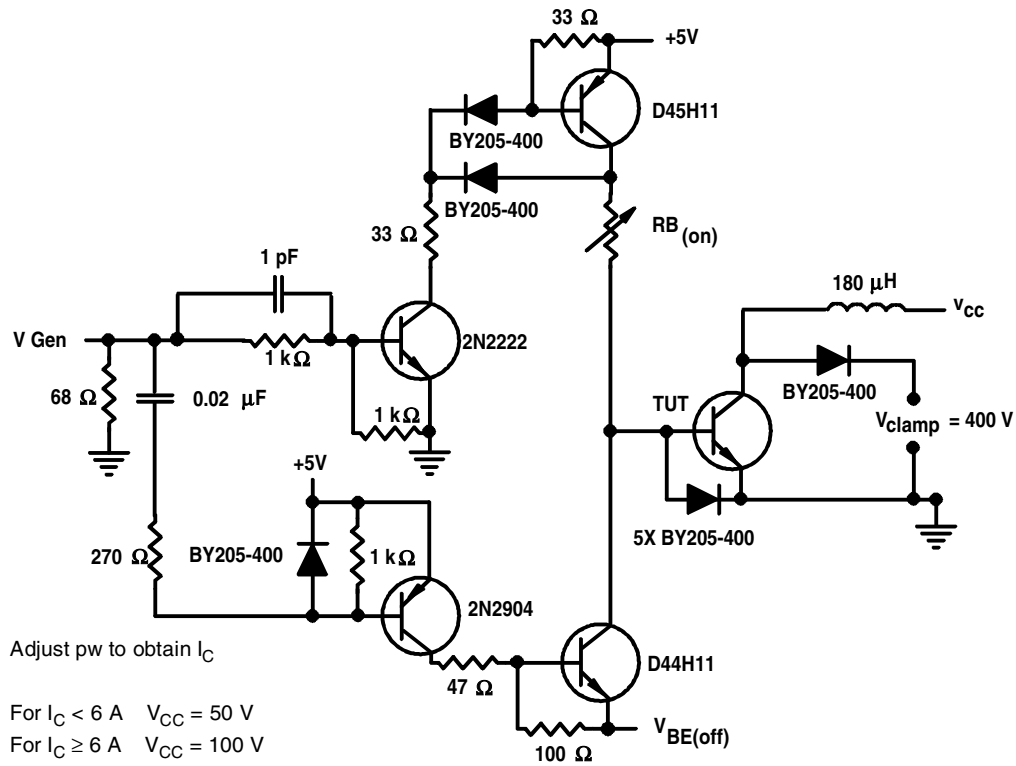 33 Ω
+5V
D45H11
BY205-400
BY205-400
33 Ω
RB(on)
1 pF
180 μH
V Gen
1 kΩ
2N2222
vCC
68 Ω
0.02 μF
BY205-400
TUT
1 kΩ
Vclamp = 400 V
+5V
5X BY205-400
270 Ω
BY205-400
1 kΩ
2N2904
Adjust pw to obtain IC
47 Ω
D44H11
For IC < 6 A VCC = 50 V
VBE(off)
For IC ≥ 6 A VCC = 100 V
100 Ω